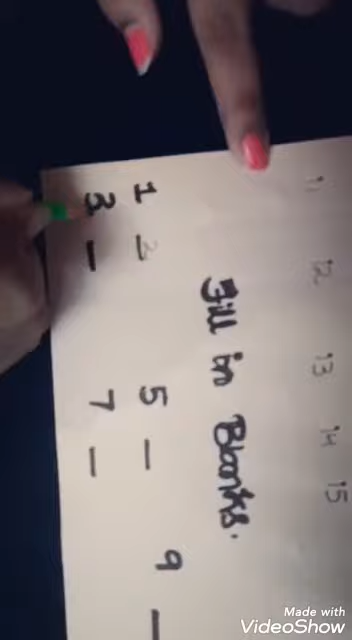 11 12 13 14 15
Fill in Blanks.
1 2 5 _ 9 _
3 _ 7 _
Made with
VideoShow